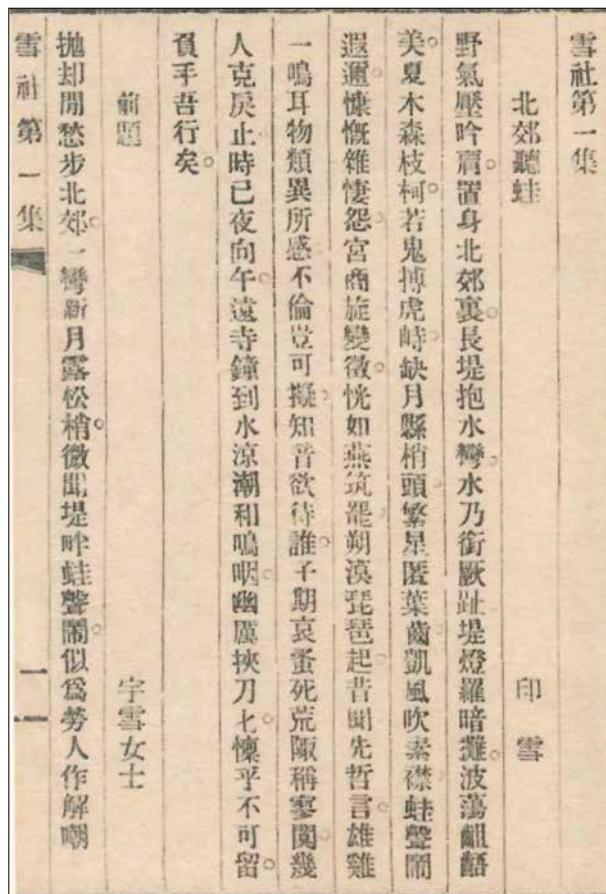 雪社第一集
北郊聽蛙　印雪
野氣壓吟肩。置身北郊裏。長堤抱水彎。水乃銜厥趾。堤燈羅暗灘。波蕩齟齬
美。夏木森枝柯。若鬼搏虎峙。缺月縣梢頭。繁星匿葉齒。凱風吹素襟。蛙聲鬧
遐邇。慷慨雜悽怨。宮商旋變徵。恍如燕筑罷。朔漠琵琶起。昔聞先哲言。雄雞
一鳴耳。物類異所感。不倫豈可擬。知音欲待誰。子期哀蚤死。荒陬稱寥闃。幾
人克戾止。時已夜向午。遠寺鐘到水。涼潮和鳴咽。幽厲挾刀匕。懍乎不可留。
負手吾行矣。
前題　宇雪女士
拋却閒愁步北郊。一彎新月露松梢。微聞堤畔蛙聲鬧。似爲勞人作解嘲
雪社第一集　一一